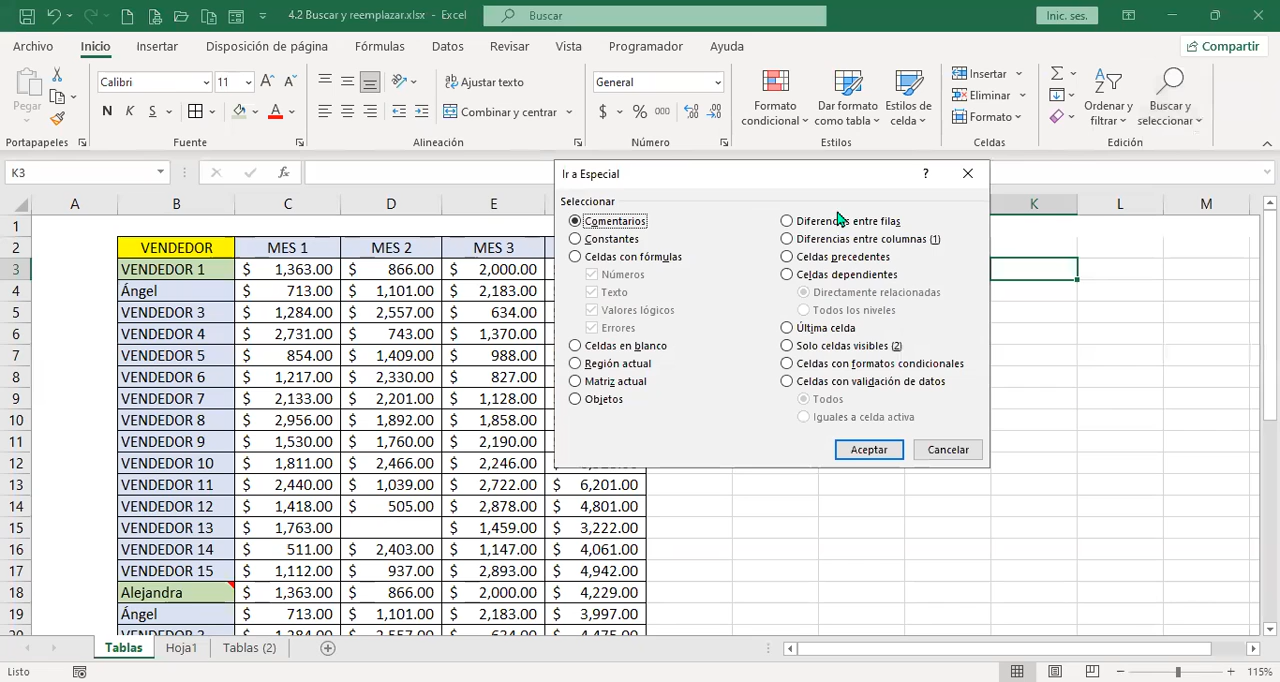 4.2 Buscar y reemplazar.xlsx - Excel
Buscar
Inic. ses.
Archivo Inicio Insertar Disposición de página Fórmulas Datos Revisar Vista Programador Ayuda
Compartir
Pegar
Calibri 11
N K S
Ajustar texto
Combinar y centrar
General
$ % 000
Formato condicional
Dar formato como tabla
Estilos de celda
Insertar
Eliminar
Formato
Ordenar y filtrar
Buscar y seleccionar
Portapapeles Fuente Alineación Número Estilos Celdas Edición
K3
fx
Ir a Especial ?
Seleccionar
Comentarios
Constantes
Celdas con fórmulas
Números
Texto
Valores lógicos
Errores
Celdas en blanco
Región actual
Matriz actual
Objetos
Diferencias entre filas
Diferencias entre columnas (1)
Celdas precedentes
Celdas dependientes
Directamente relacionadas
Todos los niveles
Última celda
Solo celdas visibles (2)
Celdas con formatos condicionales
Celdas con validación de datos
Todos
Iguales a celda activa
Aceptar Cancelar
A B C D E K L M
1
2 VENDEDOR MES 1 MES 2 MES 3
3 VENDEDOR 1 $ 1,363.00 $ 866.00 $ 2,000.00
4 Ángel $ 713.00 $ 1,101.00 $ 2,183.00
5 VENDEDOR 3 $ 1,284.00 $ 2,557.00 $ 634.00
6 VENDEDOR 4 $ 2,731.00 $ 743.00 $ 1,370.00
7 VENDEDOR 5 $ 854.00 $ 1,409.00 $ 988.00
8 VENDEDOR 6 $ 1,217.00 $ 2,330.00 $ 827.00
9 VENDEDOR 7 $ 2,133.00 $ 2,201.00 $ 1,128.00
10 VENDEDOR 8 $ 2,956.00 $ 1,892.00 $ 1,858.00
11 VENDEDOR 9 $ 1,530.00 $ 1,760.00 $ 2,190.00
12 VENDEDOR 10 $ 1,811.00 $ 2,466.00 $ 2,246.00
13 VENDEDOR 11 $ 2,440.00 $ 1,039.00 $ 2,722.00 $ 6,201.00
14 VENDEDOR 12 $ 1,418.00 $ 505.00 $ 2,878.00 $ 4,801.00
15 VENDEDOR 13 $ 1,763.00 $ 1,459.00 $ 3,222.00
16 VENDEDOR 14 $ 511.00 $ 2,403.00 $ 1,147.00 $ 4,061.00
17 VENDEDOR 15 $ 1,112.00 $ 937.00 $ 2,893.00 $ 4,942.00
18 Alejandra $ 1,363.00 $ 866.00 $ 2,000.00 $ 4,229.00
19 Ángel $ 713.00 $ 1,101.00 $ 2,183.00 $ 3,997.00
Tablas Hoja1 Tablas (2)
Listo
115%